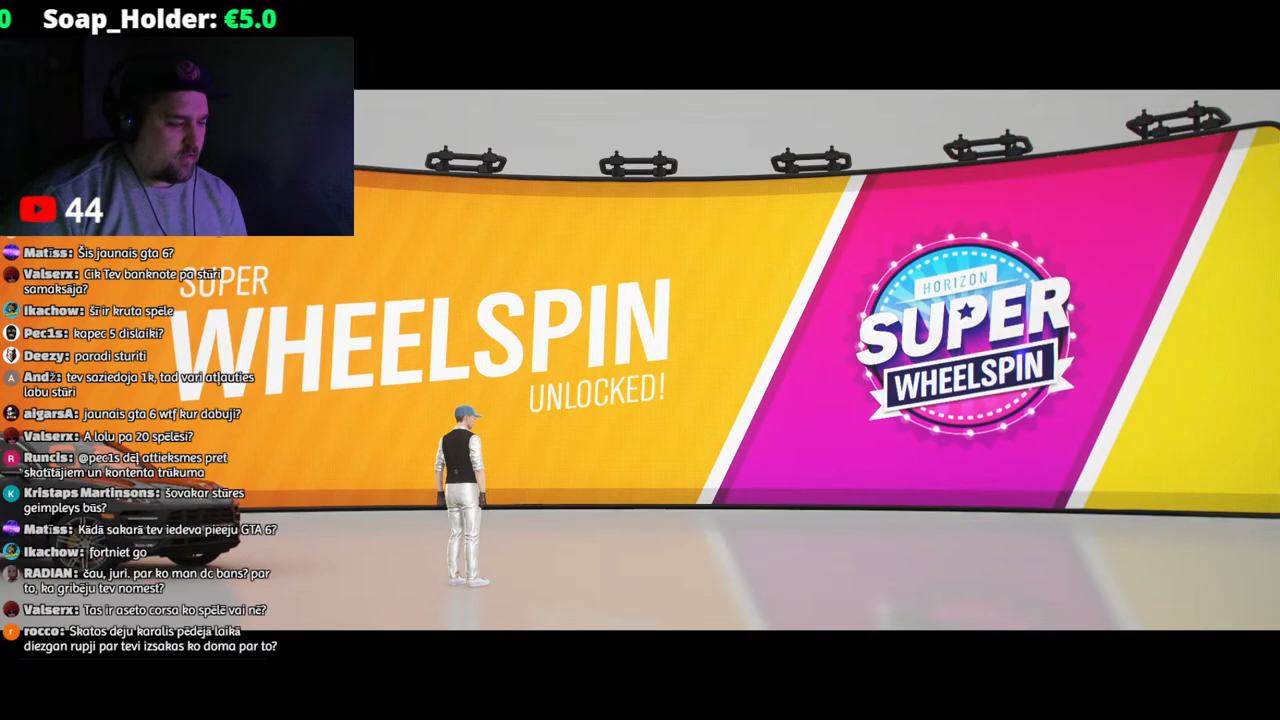 0 Soap_Holder: €5.0
44
Matīss: Šis jaunais gta 6?
Valserx: Cik Tev banknote pa stūri
samaksāja?
Ikachow: šī ir kruta spēle
Pec1s: kapec 5 dislaiki?
Deezy: paradi sturiti
A Andž: tev saziedoja 1k, tad vari atļauties
labu stūri
aigarsA: jaunais gta 6 wtf kur dabuji?
Valserx: A lolu pa 20 spēlēsi?
R Runcis: @pec1s dēļ attieksmes pret
skatītājiem un kontenta trūkuma
K Kristaps Martinsons: šovakar stūres
geimpleys būs?
Matīss: Kādā sakarā tev iedeva pieeju GTA 6?
Ikachow: fortniet go
RADIAN: čau, juri. par ko man dc bans? par
to, ka gribēju tev nomest?
Valserx: Tas ir aseto corsa ko spēlē vai nē?
r rocco: Skatos deju karalis pēdējā laikā
diezgan rupji par tevi izsakas ko doma par to?
SUPER
WHEELSPIN
UNLOCKED!
HORIZON
SUPER
WHEELSPIN